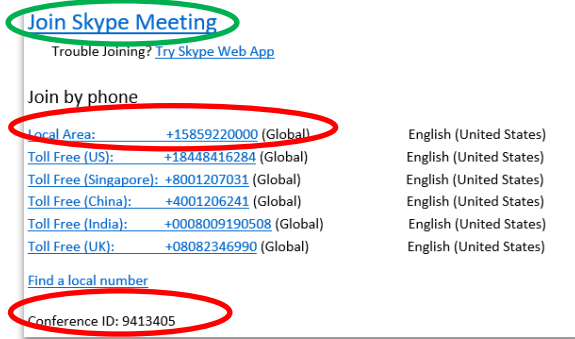 Join Skype Meeting
Trouble Joining? Try Skype Web App
Join by phone
Local Area: +15859220000 (Global) English (United States)
Toll Free (US): +18448416284 (Global) English (United States)
Toll Free (Singapore): +8001207031 (Global) English (United States)
Toll Free (China): +4001206241 (Global) English (United States)
Toll Free (India): +0008009190508 (Global) English (United States)
Toll Free (UK): +08082346990 (Global) English (United States)
Find a local number
Conference ID: 9413405